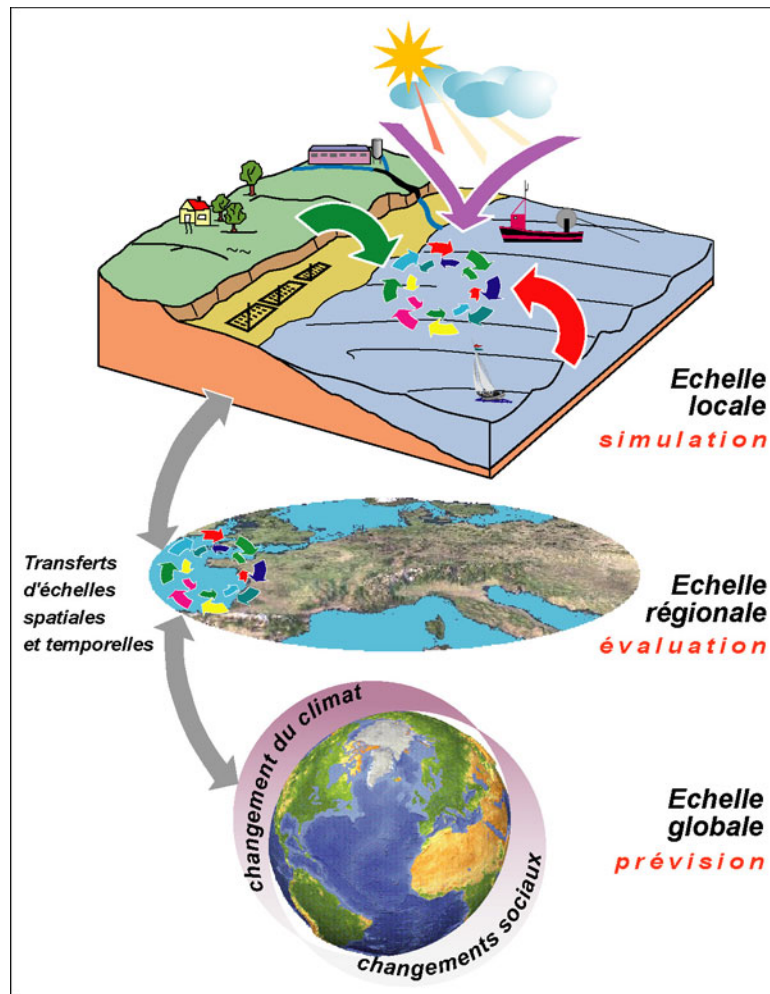 Echelle
locale
simulation
Transferts
d'échelles
spatiales
et temporelles
Echelle
régionale
évaluation
changement du climat
changements sociaux
Echelle
globale
prévision